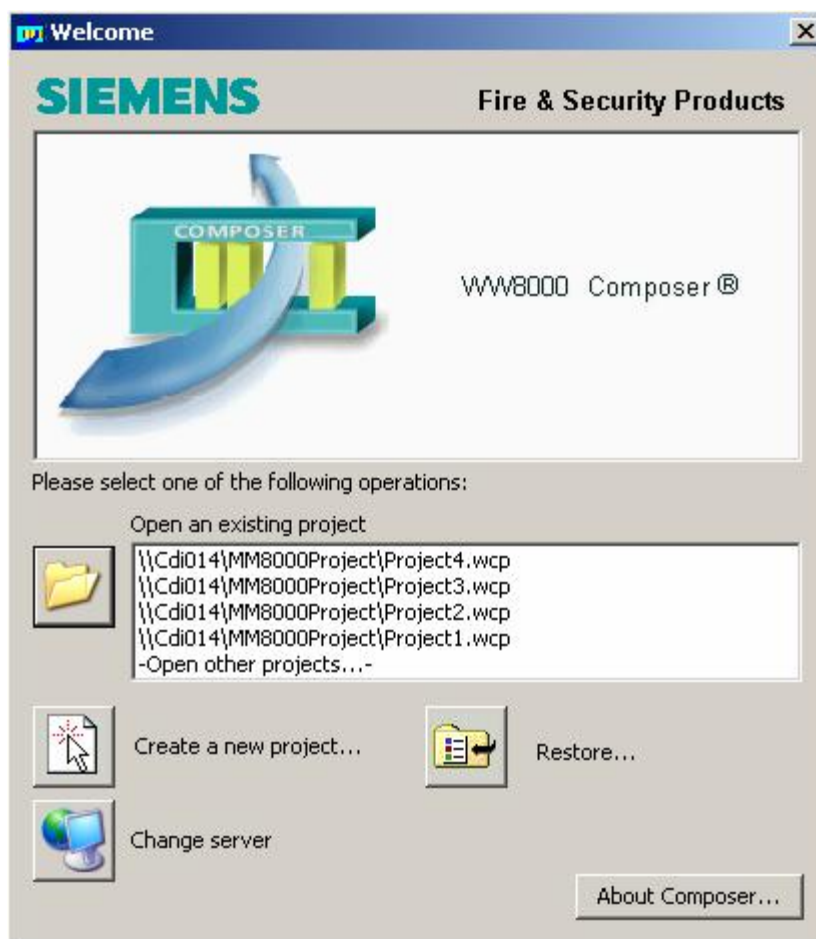 Welcome
SIEMENS
Fire & Security Products
COMPOSER
WW8000 Composer ®
Please select one of the following operations:
Open an existing project
\\Cdi014\MM8000Project\Project4.wcp
\\Cdi014\MM8000Project\Project3.wcp
\\Cdi014\MM8000Project\Project2.wcp
\\Cdi014\MM8000Project\Project1.wcp
-Open other projects...-
Create a new project...
Restore...
Change server
About Composer...